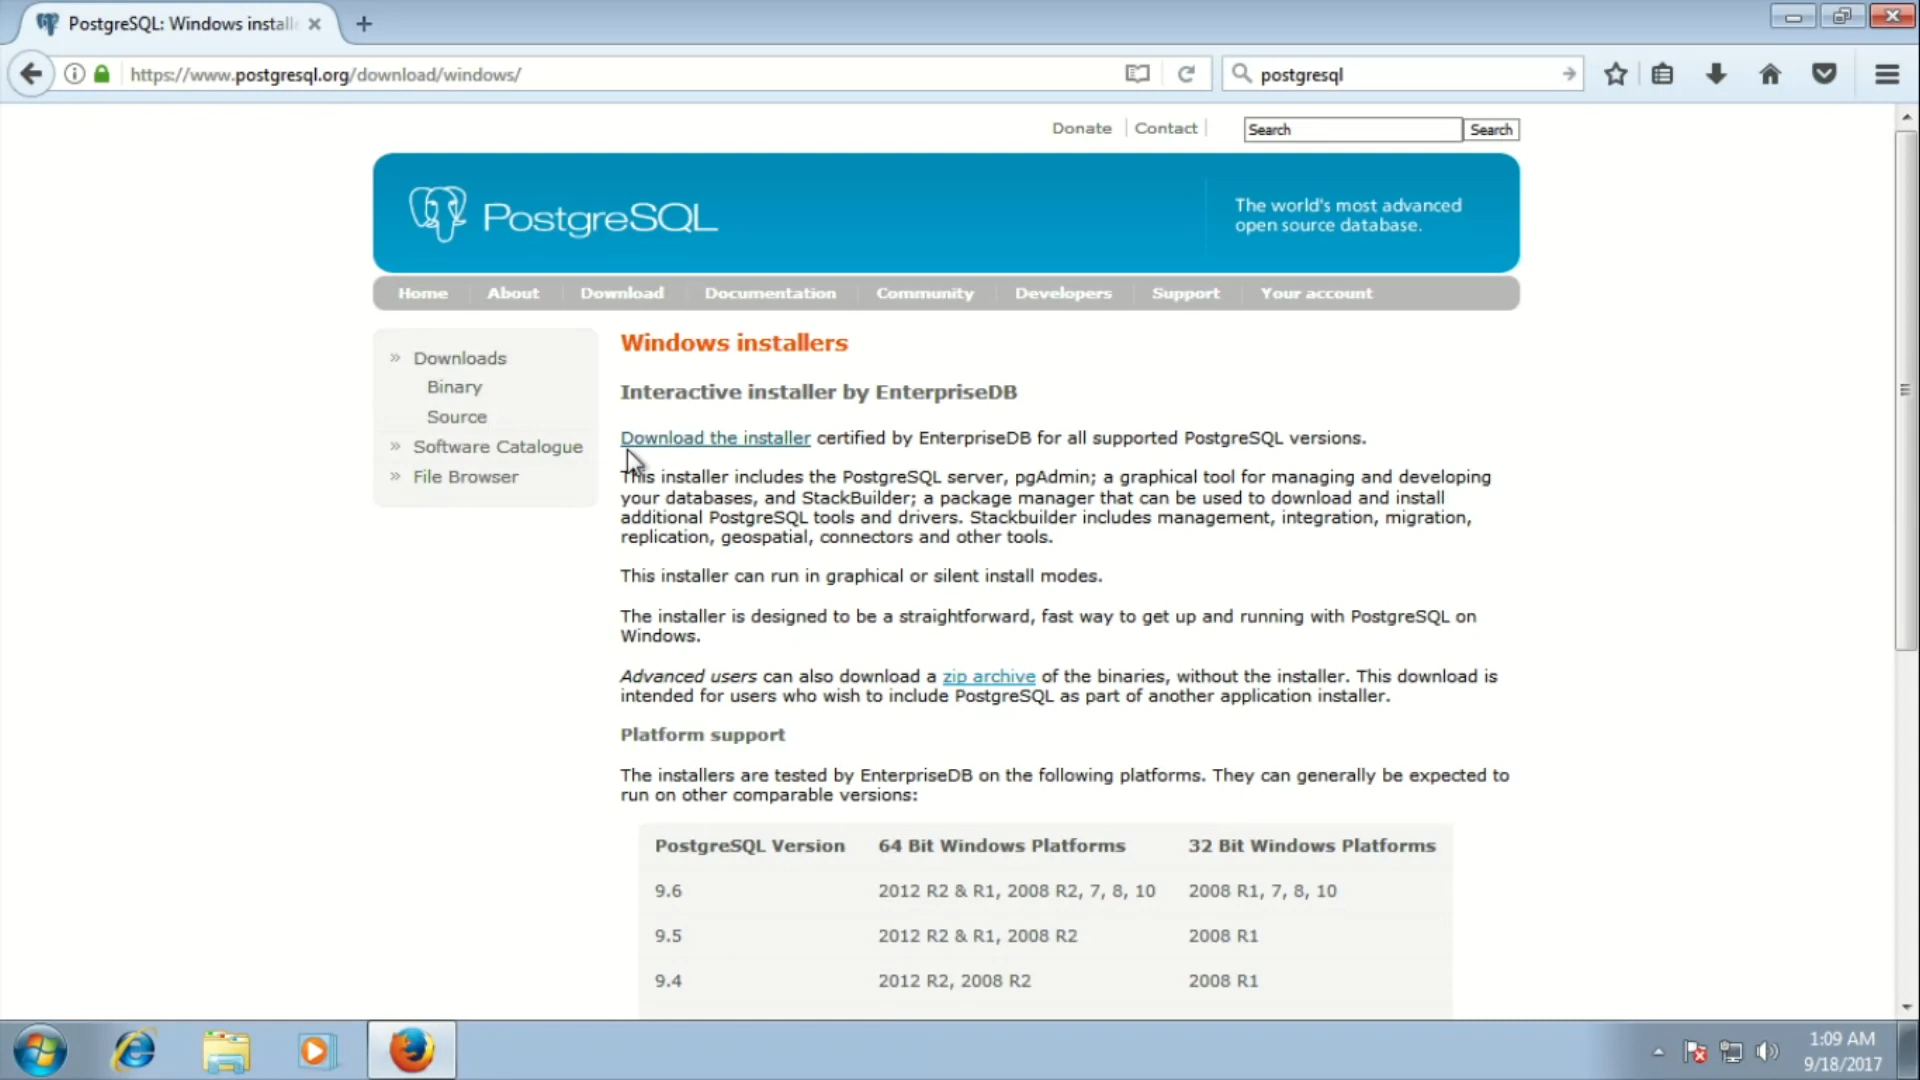 PostgreSQL: Windows install
https://www.postgresql.org/download/windows/
postgresql
Donate
Contact
Search
Search
PostgreSQL
The world's most advanced
open source database.
Home
About
Download
Documentation
Community
Developers
Support
Your account
» Downloads
Binary
Source
» Software Catalogue
» File Browser
Windows installers
Interactive installer by EnterpriseDB
Download the installer certified by EnterpriseDB for all supported PostgreSQL versions.
This installer includes the PostgreSQL server, pgAdmin; a graphical tool for managing and developing
your databases, and StackBuilder; a package manager that can be used to download and install
additional PostgreSQL tools and drivers. Stackbuilder includes management, integration, migration,
replication, geospatial, connectors and other tools.
This installer can run in graphical or silent install modes.
The installer is designed to be a straightforward, fast way to get up and running with PostgreSQL on
Windows.
Advanced users can also download a zip archive of the binaries, without the installer. This download is
intended for users who wish to include PostgreSQL as part of another application installer.
Platform support
The installers are tested by EnterpriseDB on the following platforms. They can generally be expected to
run on other comparable versions:
PostgreSQL Version 64 Bit Windows Platforms 32 Bit Windows Platforms
9.6 2012 R2 & R1, 2008 R2, 7, 8, 10 2008 R1, 7, 8, 10
9.5 2012 R2 & R1, 2008 R2 2008 R1
9.4 2012 R2, 2008 R2 2008 R1
1:09 AM
9/18/2017